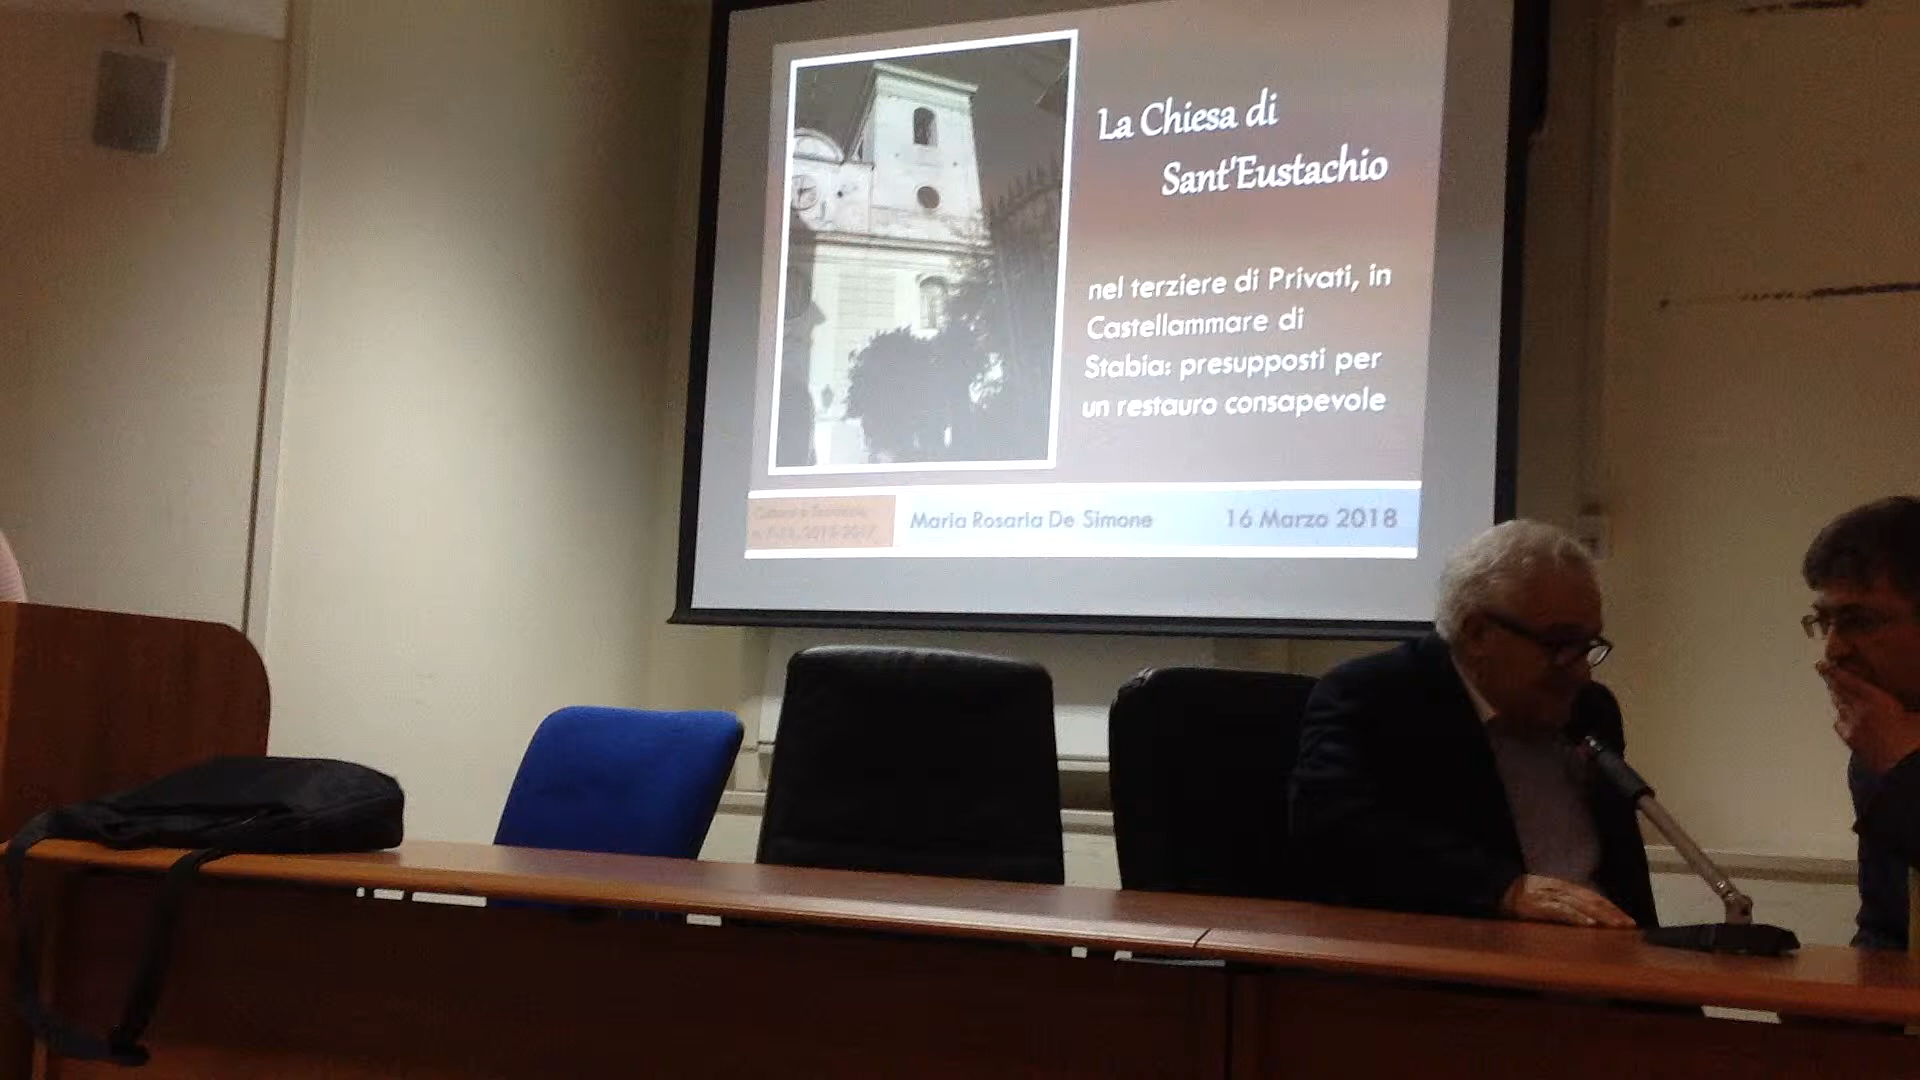 La Chiesa di
Sant'Eustachio
nel terziere di Privati, in
Castellammare di
Stabia: presupposti per
un restauro consapevole
Maria Rosaria De Simone
16 Marzo 2018